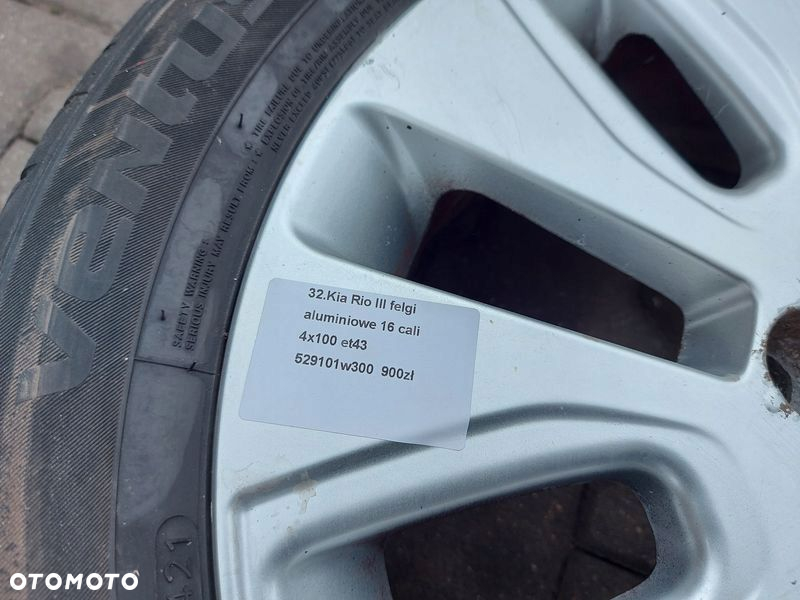 Ventus
SAFETY WARNING :
SERIOUS INJURY MAY RESULT FROM :
32.Kia Rio III felgi
aluminiowe 16 cali
4x100 et43
529101w300 900zł
421
OTOMOTO